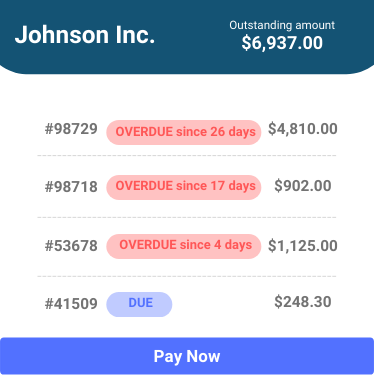 Johnson Inc.
Outstanding amount
$6,937.00
#98729 OVERDUE since 26 days $4,810.00
#98718 OVERDUE since 17 days $902.00
#53678 OVERDUE since 4 days $1,125.00
#41509 DUE $248.30
Pay Now